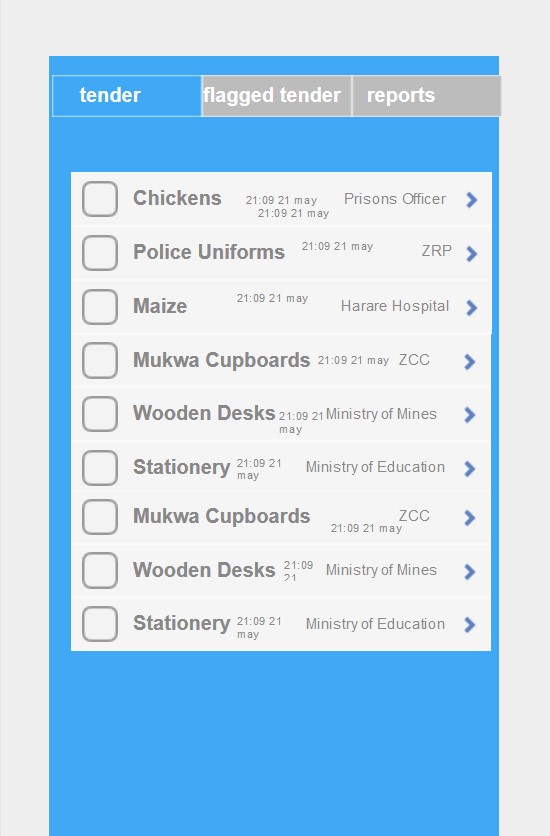 tender flagged tender reports
Chickens 21:09 21 may Prisons Officer
21:09 21 may
Police Uniforms 21:09 21 may ZRP
Maize 21:09 21 may Harare Hospital
Mukwa Cupboards 21:09 21 may ZCC
Wooden Desks 21:09 21 Ministry of Mines
may
Stationery 21:09 21 Ministry of Education
may
Mukwa Cupboards ZCC
21:09 21 may
Wooden Desks 21:09 Ministry of Mines
21
Stationery 21:09 21 Ministry of Education
may